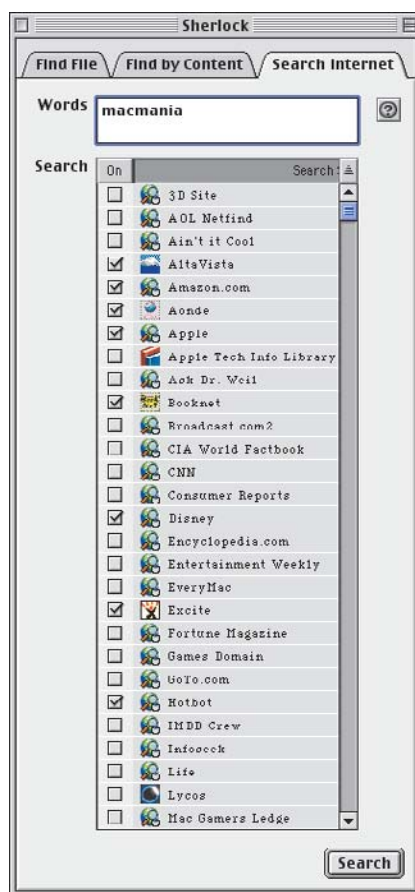 Sherlock
Find File
Find by Content
Search Internet
Words
macmania
Search
On
Search
3D Site
AOL Netfind
Ain't it Cool
AltaVista
Amazon.com
Aonde
Apple
Apple Tech Info Library
Ask Dr. Weil
Booknet
Broadcast.com2
CIA World Factbook
CNN
Consumer Reports
Disney
Encyclopedia.com
Entertainment Weekly
EveryMac
Excite
Fortune Magazine
Games Domain
GoTo.com
Hotbot
IMDB Crew
Infoseek
Life
Lycos
Mac Gamers Ledge
Search